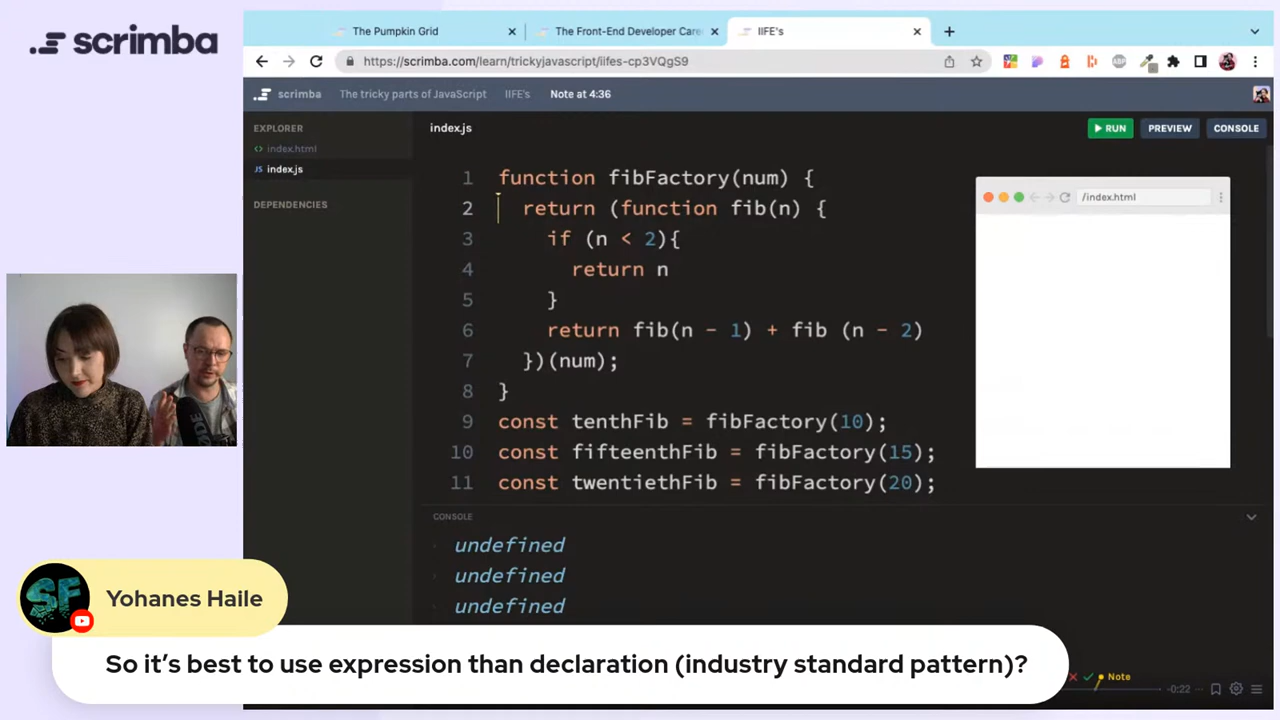 scrimba
The Pumpkin Grid
The Front-End Developer Care
IIFE's
https://scrimba.com/learn/trickyjavascript/iifes-cp3VQgS9
scrimba
The tricky parts of JavaScript
IIFE's
Note at 4:36
EXPLORER
index.html
JS index.js
DEPENDENCIES
index.js
RUN
PREVIEW
CONSOLE
1 function fibFactory(num) {
2 return (function fib(n) {
3 if (n < 2){
4 return n
5 }
6 return fib(n - 1) + fib (n - 2)
7 })(num);
8 }
9 const tenthFib = fibFactory(10);
10 const fifteenthFib = fibFactory(15);
11 const twentiethFib = fibFactory(20);
/index.html
CONSOLE
undefined
undefined
undefined
SF
Yohanes Haile
So it's best to use expression than declaration (industry standard pattern)?
Note
-0:22